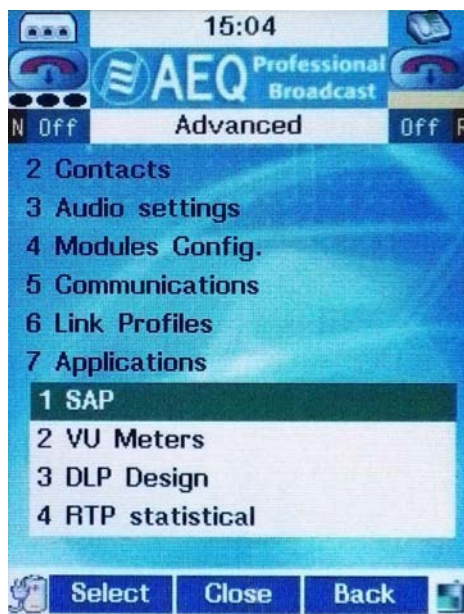 15:04
AEQ Professional Broadcast
N Off Advanced Off R
2 Contacts
3 Audio settings
4 Modules Config.
5 Communications
6 Link Profiles
7 Applications
1 SAP
2 VU Meters
3 DLP Design
4 RTP statistical
Select Close Back